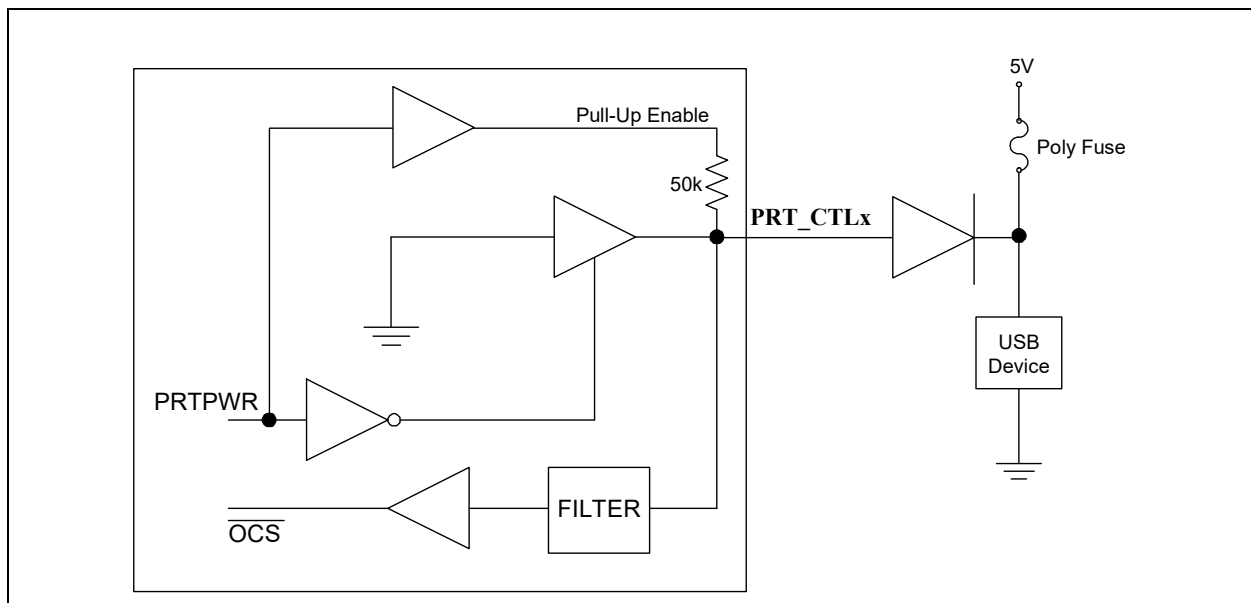 5V
Pull-Up Enable
Poly Fuse
50k
PRT_CTLx
USB
Device
PRTPWR
FILTER
OCS